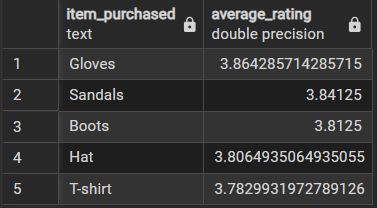 item_purchased average_rating
text double precision
1 Gloves 3.864285714285715
2 Sandals 3.84125
3 Boots 3.8125
4 Hat 3.8064935064935055
5 T-shirt 3.7829931972789126